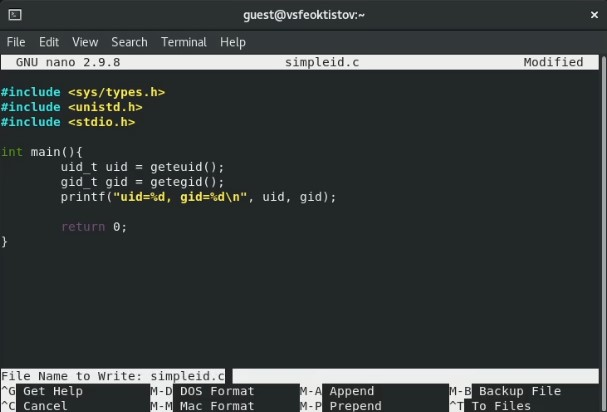 guest@vsfeoktistov:~ ×
File Edit View Search Terminal Help
GNU nano 2.9.8 simpleid.c Modified
#include <sys/types.h>
#include <unistd.h>
#include <stdio.h>
int main(){
uid_t uid = geteuid();
gid_t gid = getegid();
printf("uid=%d, gid=%d\n", uid, gid);
return 0;
}
File Name to Write: simpleid.c
^G Get Help M-D DOS Format M-A Append M-B Backup File
^C Cancel M-M Mac Format M-P Prepend ^T To Files